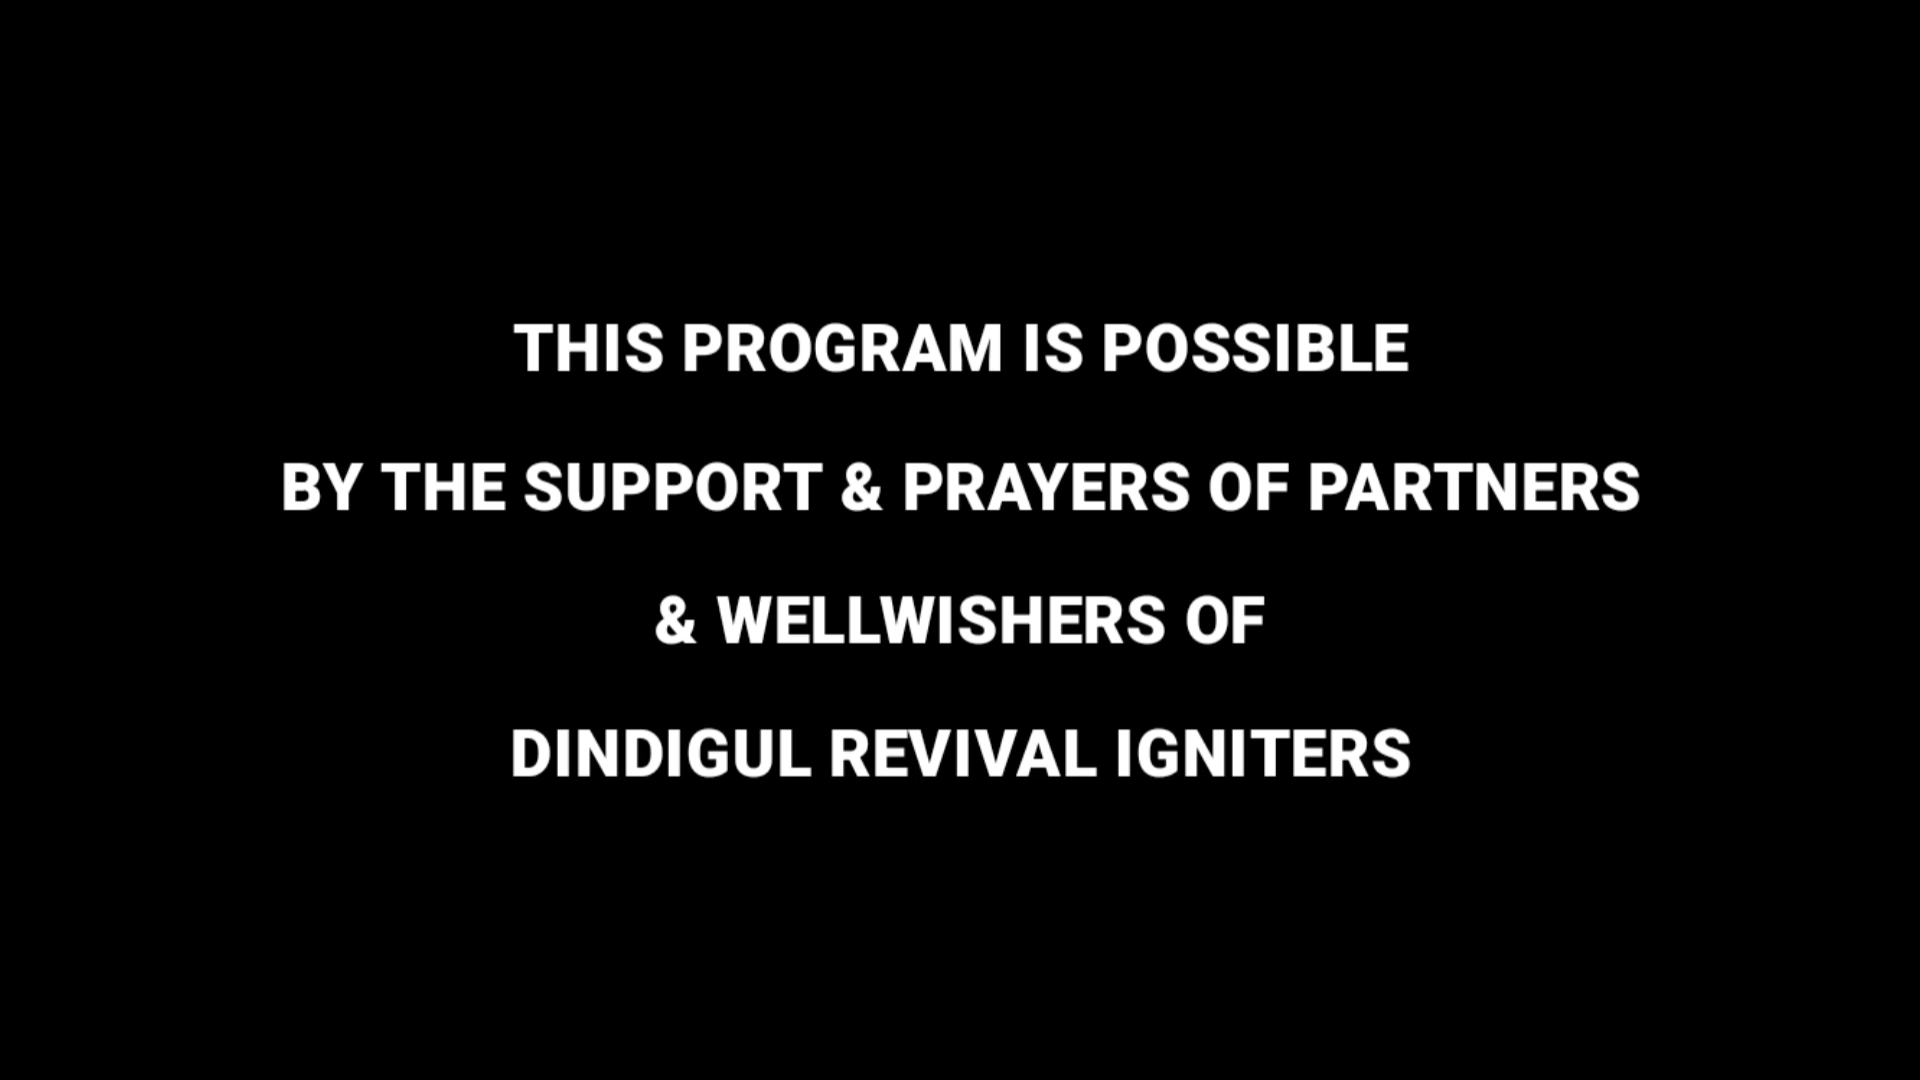 THIS PROGRAM IS POSSIBLE
BY THE SUPPORT & PRAYERS OF PARTNERS
& WELLWISHERS OF
DINDIGUL REVIVAL IGNITERS